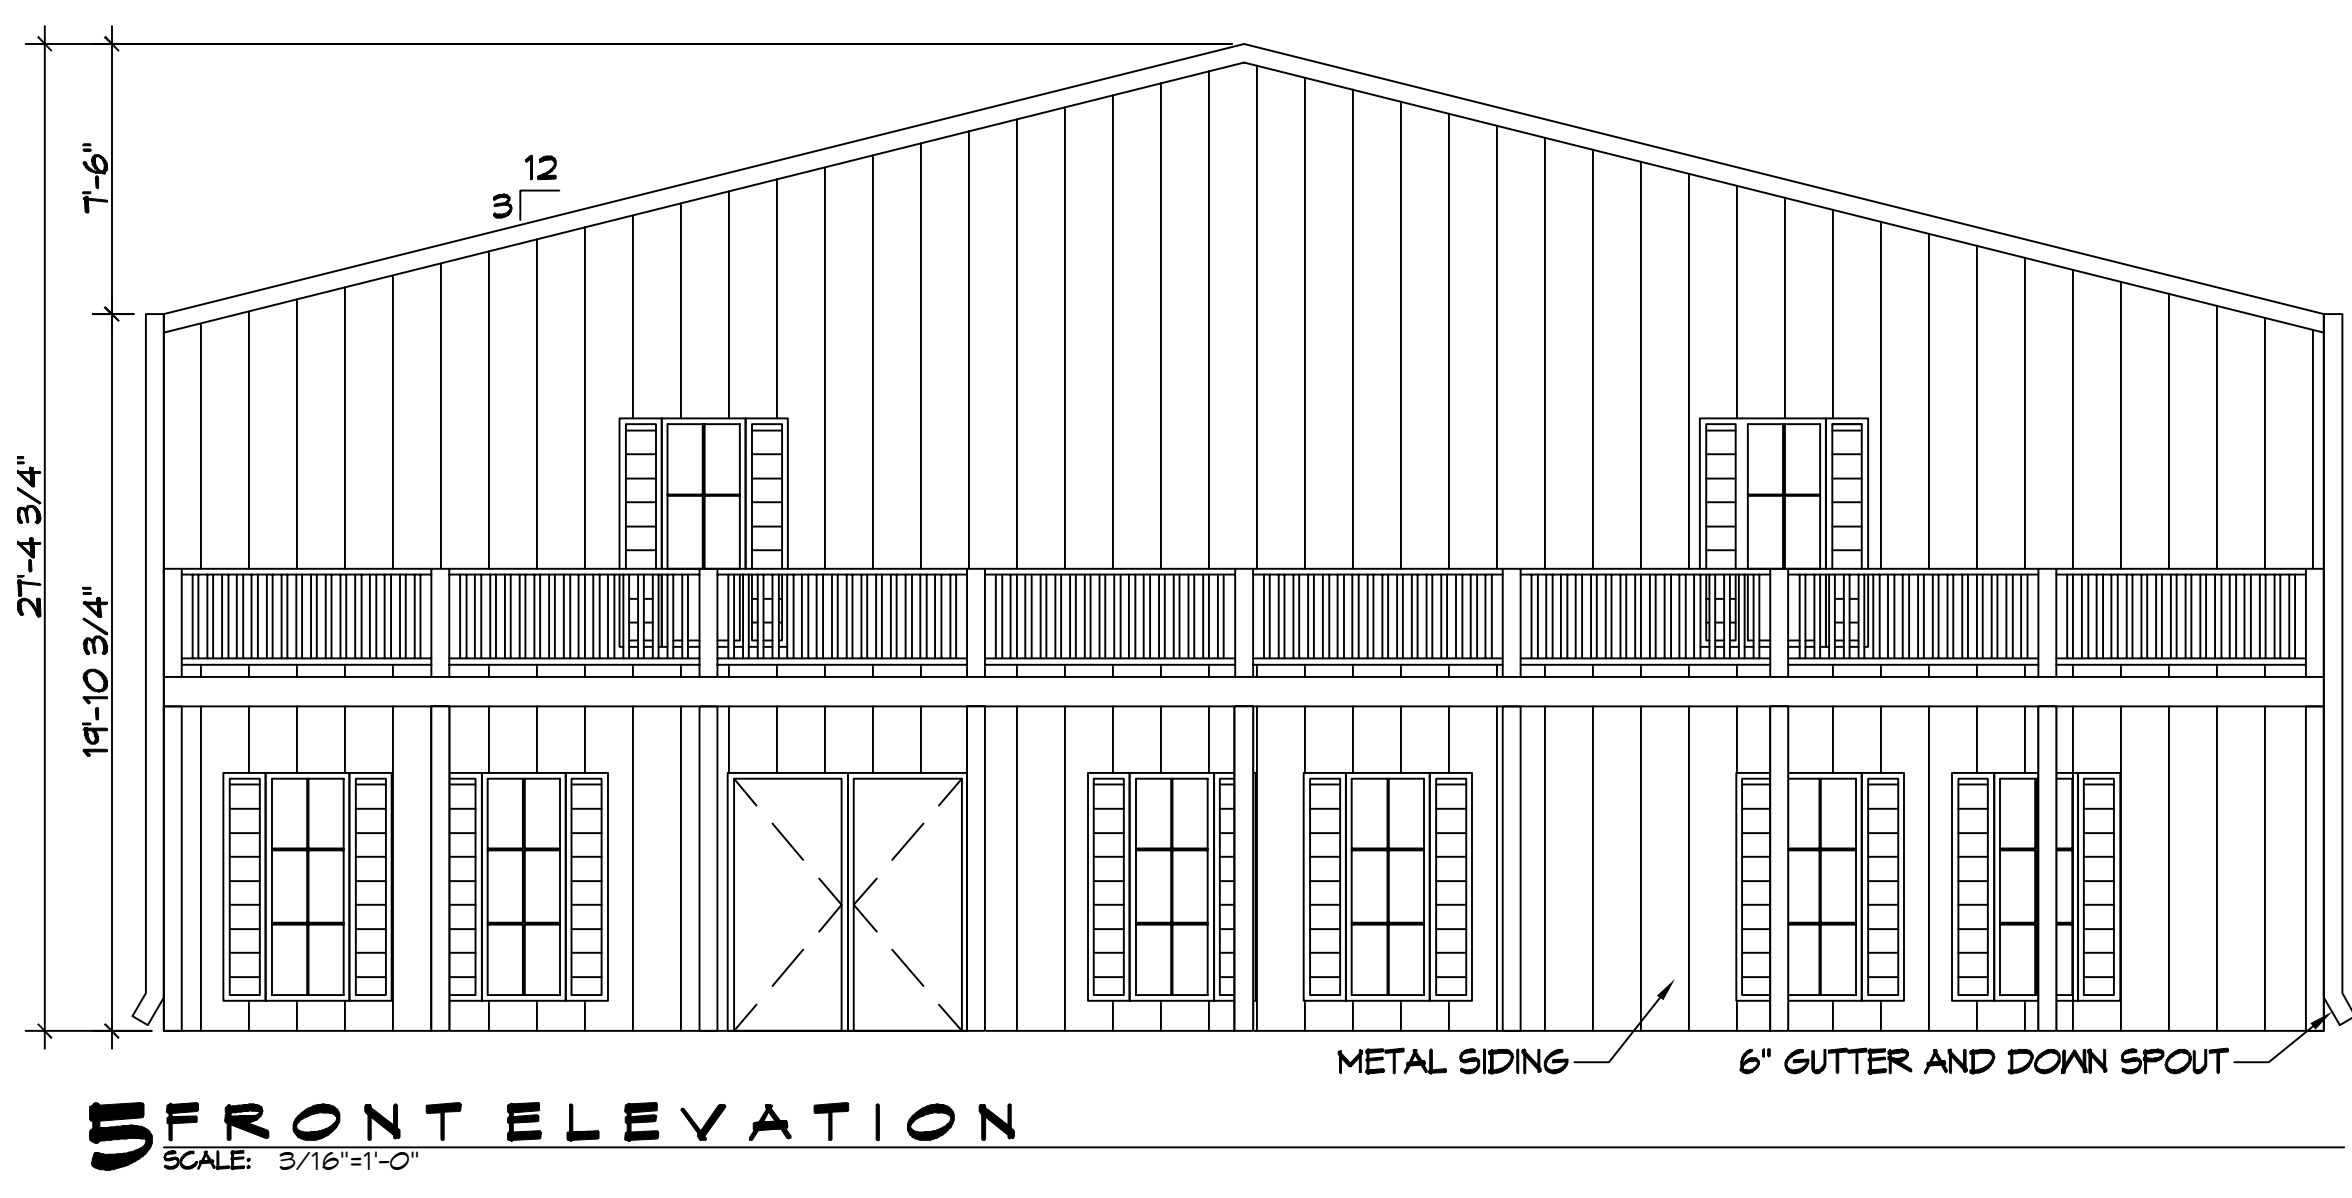 12
3
7'-6"
27'-4 3/4"
19'-10 3/4"
METAL SIDING
6" GUTTER AND DOWN SPOUT
5 FRONT ELEVATION
SCALE: 3/16"=1'-0"